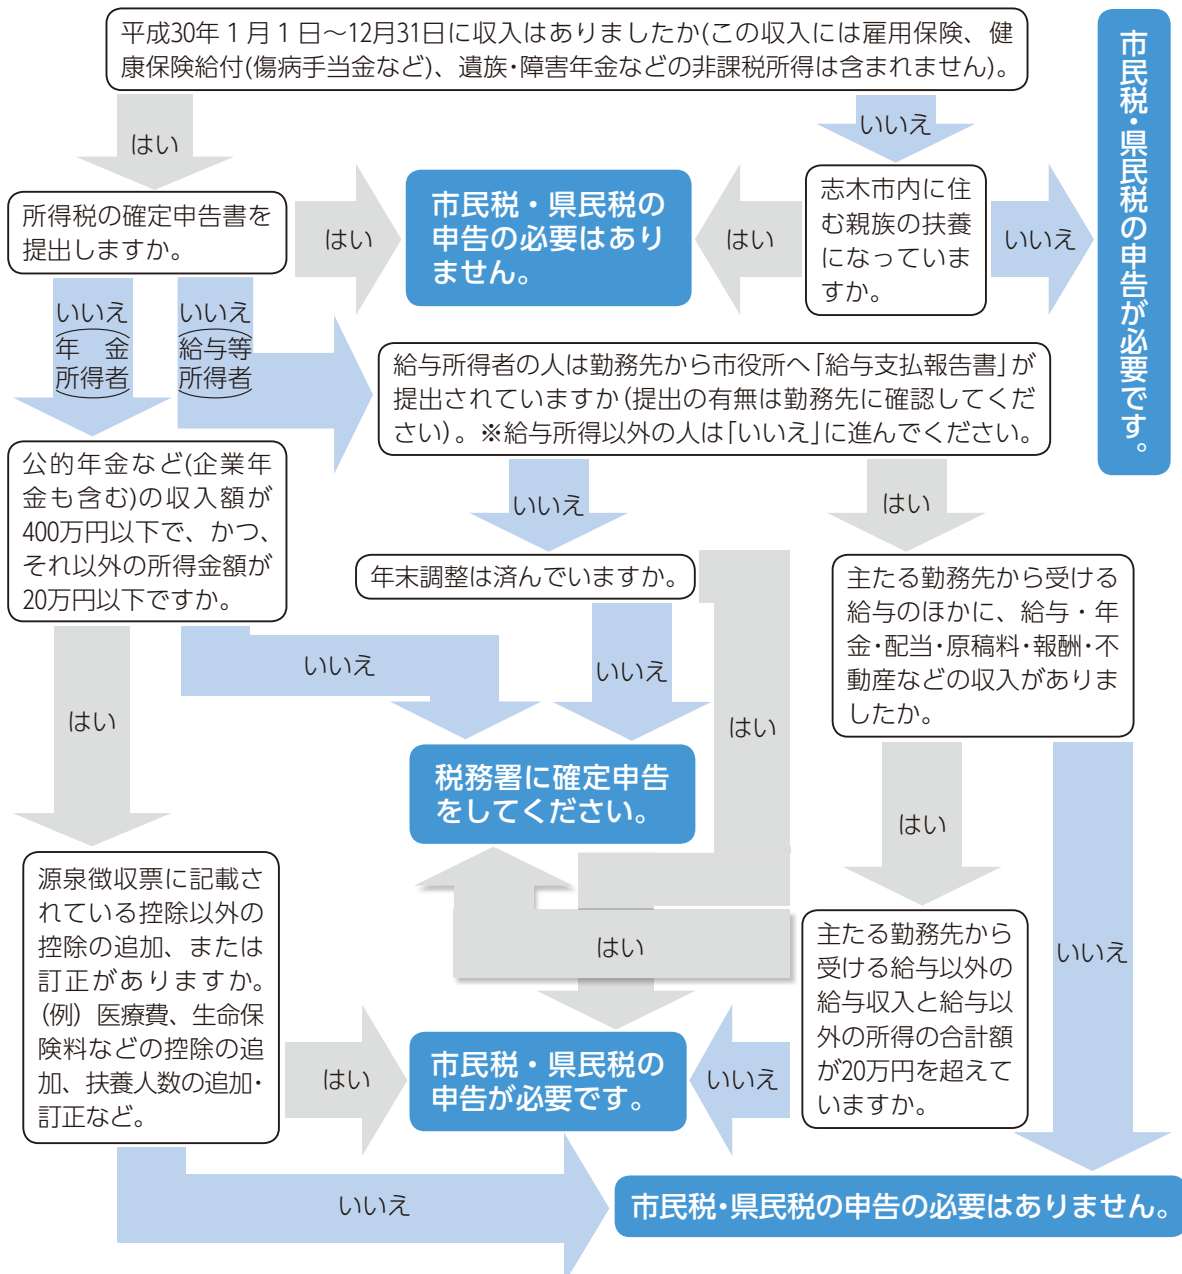 平成30年１月１日～12月31日に収入はありましたか(この収入には雇用保険、健
康保険給付(傷病手当金など)、遺族・障害年金などの非課税所得は含まれません)。
はい
いいえ
市民税・県民税の申告が必要です。
所得税の確定申告書を
提出しますか。
はい
市民税・県民税の
申告の必要はあり
ません。
はい
志木市内に住
む親族の扶養
になっていま
すか。
いいえ
いいえ
(年　金
所得者)
いいえ
(給与等
所得者)
給与所得者の人は勤務先から市役所へ「給与支払報告書」が
提出されていますか(提出の有無は勤務先に確認してくだ
さい)。※給与所得以外の人は「いいえ」に進んでください。
公的年金など(企業年
金も含む)の収入額が
400万円以下で、かつ、
それ以外の所得金額が
20万円以下ですか。
いいえ
はい
年末調整は済んでいますか。
主たる勤務先から受ける
給与のほかに、給与・年
金・配当・原稿料・報酬・不
動産などの収入がありま
したか。
いいえ
いいえ
はい
はい
税務署に確定申告
をしてください。
はい
源泉徴収票に記載さ
れている控除以外の
控除の追加、または
訂正がありますか。
(例）医療費、生命保
険料などの控除の追
加、扶養人数の追加・
訂正など。
はい
主たる勤務先から
受ける給与以外の
給与収入と給与以
外の所得の合計額
が20万円を超えて
いますか。
いいえ
はい
市民税・県民税の
申告が必要です。
いいえ
いいえ
市民税・県民税の申告の必要はありません。